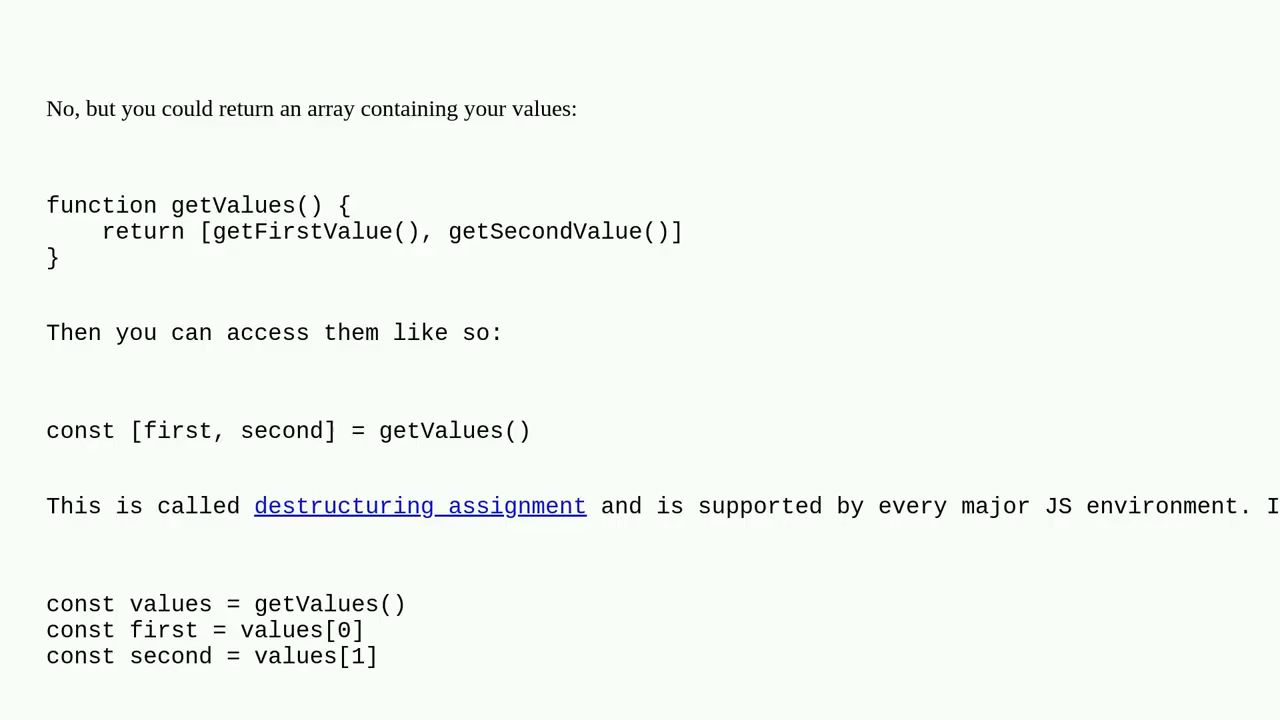 No, but you could return an array containing your values:
function getValues() {
    return [getFirstValue(), getSecondValue()]
}
Then you can access them like so:
const [first, second] = getValues()
This is called destructuring assignment and is supported by every major JS environment. I
const values = getValues()
const first = values[0]
const second = values[1]